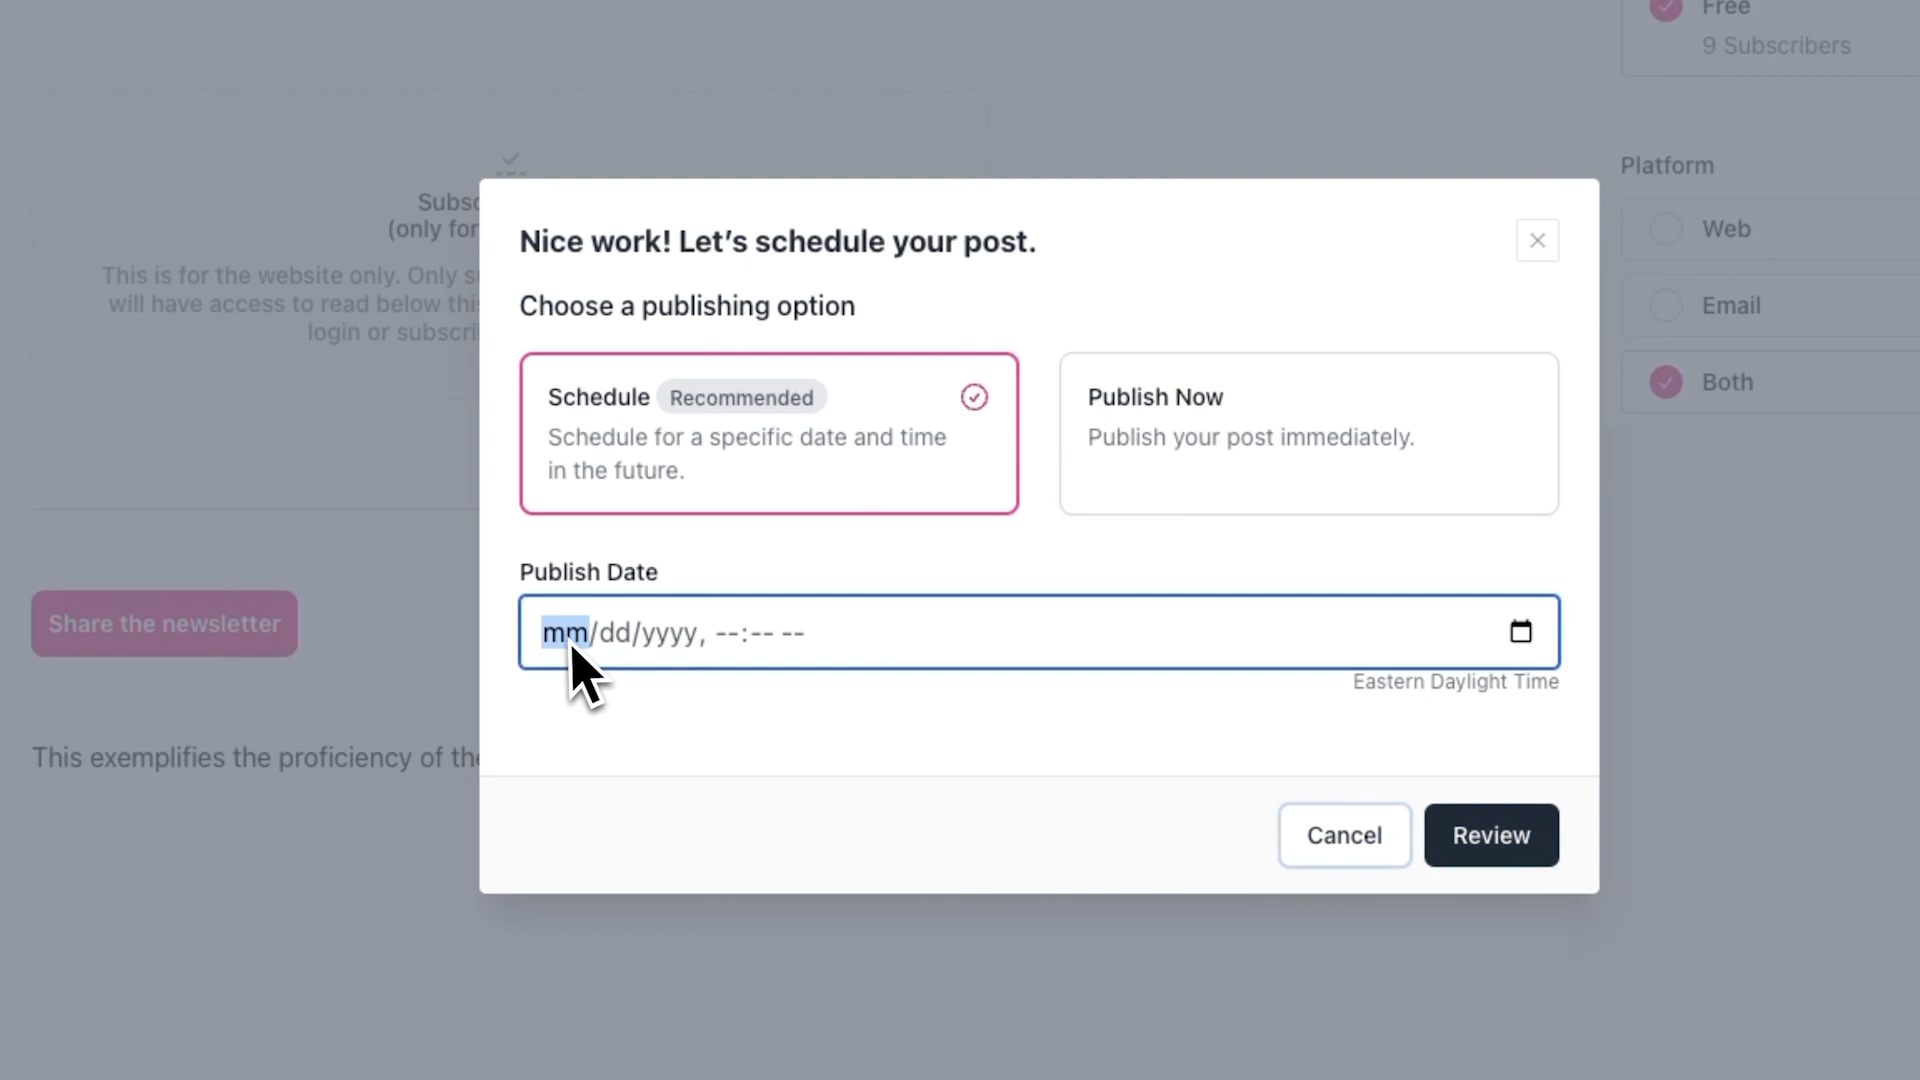 Free
9 Subscribers
Subsc
(only for
This is for the website only. Only s
will have access to read below this
login or subscri
Share the newsletter
This exemplifies the proficiency of the
Nice work! Let’s schedule your post.
Choose a publishing option
Schedule Recommended
Schedule for a specific date and time
in the future.
Publish Now
Publish your post immediately.
Publish Date
mm/dd/yyyy, --:-- --
Eastern Daylight Time
Cancel Review
Platform
Web
Email
Both